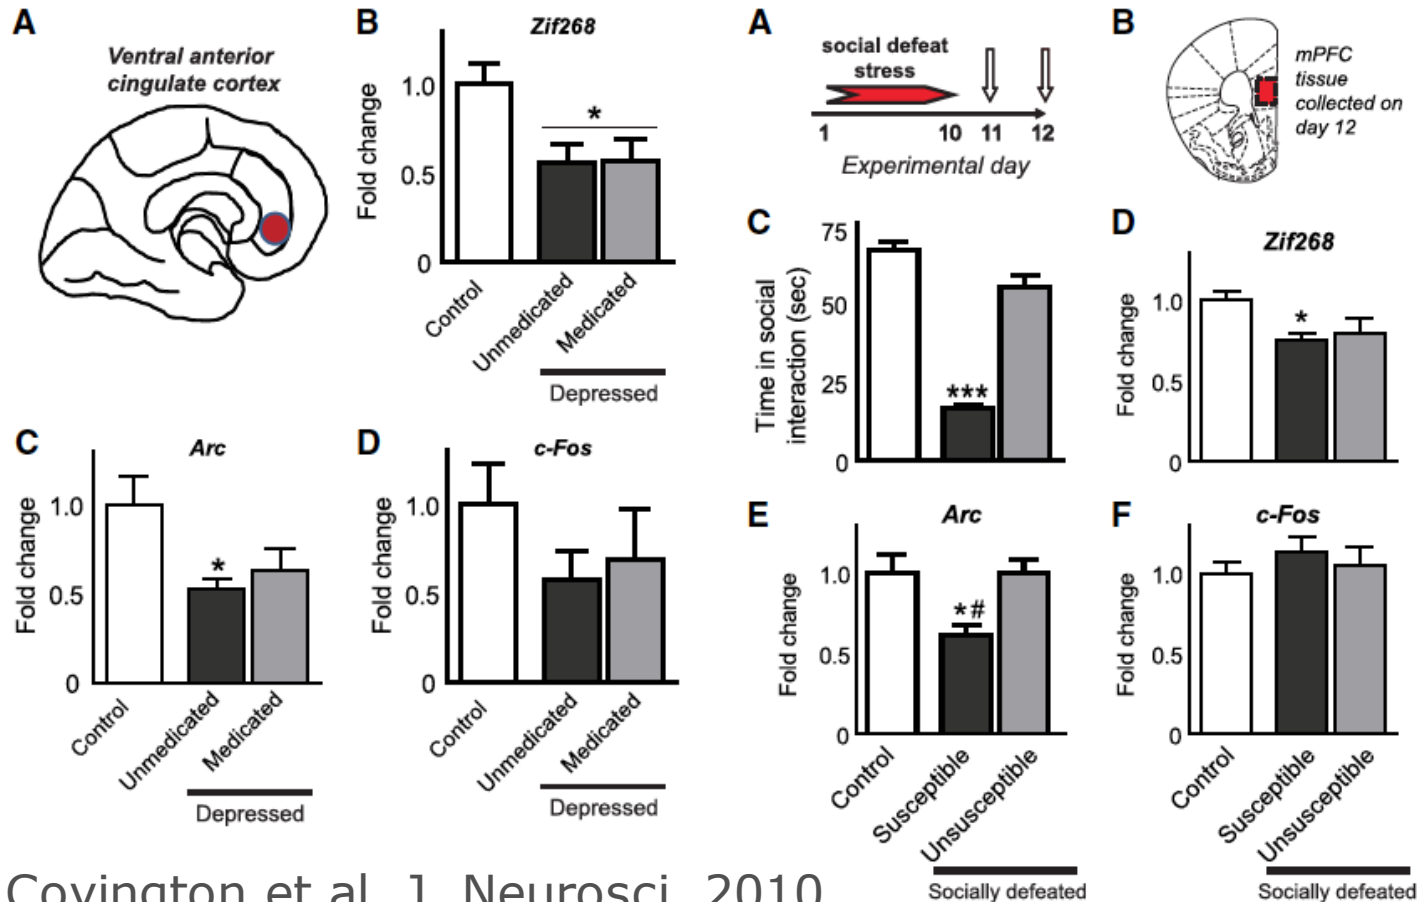 A
Ventral anterior
cingulate cortex
B
Zif268
Fold change
1.0
0.5
0
*
Control
Unmedicated
Medicated
Depressed
C
Arc
Fold change
1.0
0.5
0
*
Control
Unmedicated
Medicated
Depressed
D
c-Fos
Fold change
1.0
0.5
0
Control
Unmedicated
Medicated
Depressed
A
social defeat
stress
1
10
11
12
Experimental day
B
mPFC
tissue
collected on
day 12
C
Time in social
interaction (sec)
75
50
25
0
***
D
Zif268
Fold change
1.0
0.5
0
*
E
Arc
Fold change
1.0
0.5
0
*#
Control
Susceptible
Unsusceptible
Socially defeated
F
c-Fos
Fold change
1.0
0.5
0
Control
Susceptible
Unsusceptible
Socially defeated
Covington et al. J. Neurosci. 2010